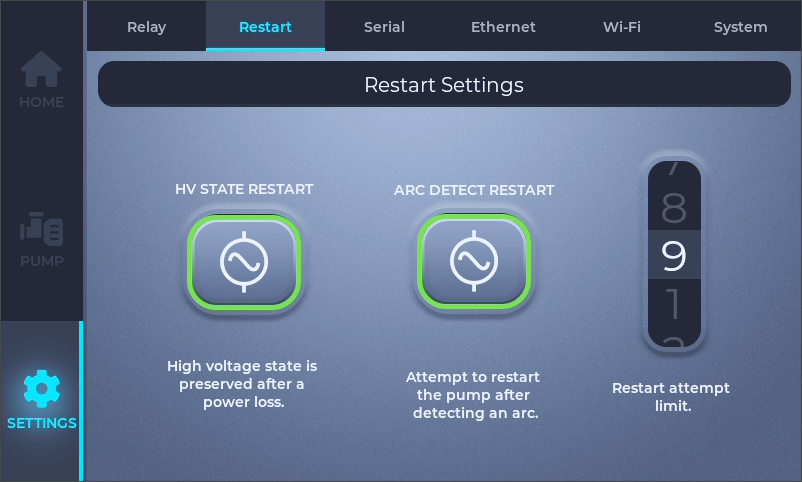 Relay
Restart
Serial
Ethernet
Wi-Fi
System
Restart Settings
HOME
PUMP
SETTINGS
HV STATE RESTART
High voltage state is
preserved after a
power loss.
ARC DETECT RESTART
Attempt to restart
the pump after
detecting an arc.
7
8
9
1
2
Restart attempt
limit.